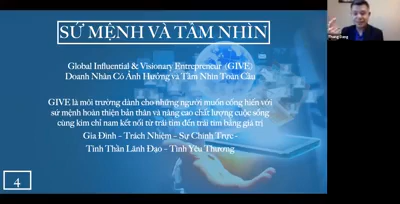 SỨ MỆNH VÀ TẦM NHÌN
Global Influential & Visionary Entrepreneur (GIVE)
Doanh Nhân Có Ảnh Hưởng và Tầm Nhìn Toàn Cầu
GIVE là môi trường dành cho những người muốn cống hiến với
sứ mệnh hoàn thiện bản thân và nâng cao chất lượng cuộc sống
cùng kim chỉ nam kết nối từ trái tim đến trái tim bằng giá trị
Gia Đình – Trách Nhiệm – Sự Chính Trực -
Tinh Thần Lãnh Đạo – Tình Yêu Thương
4